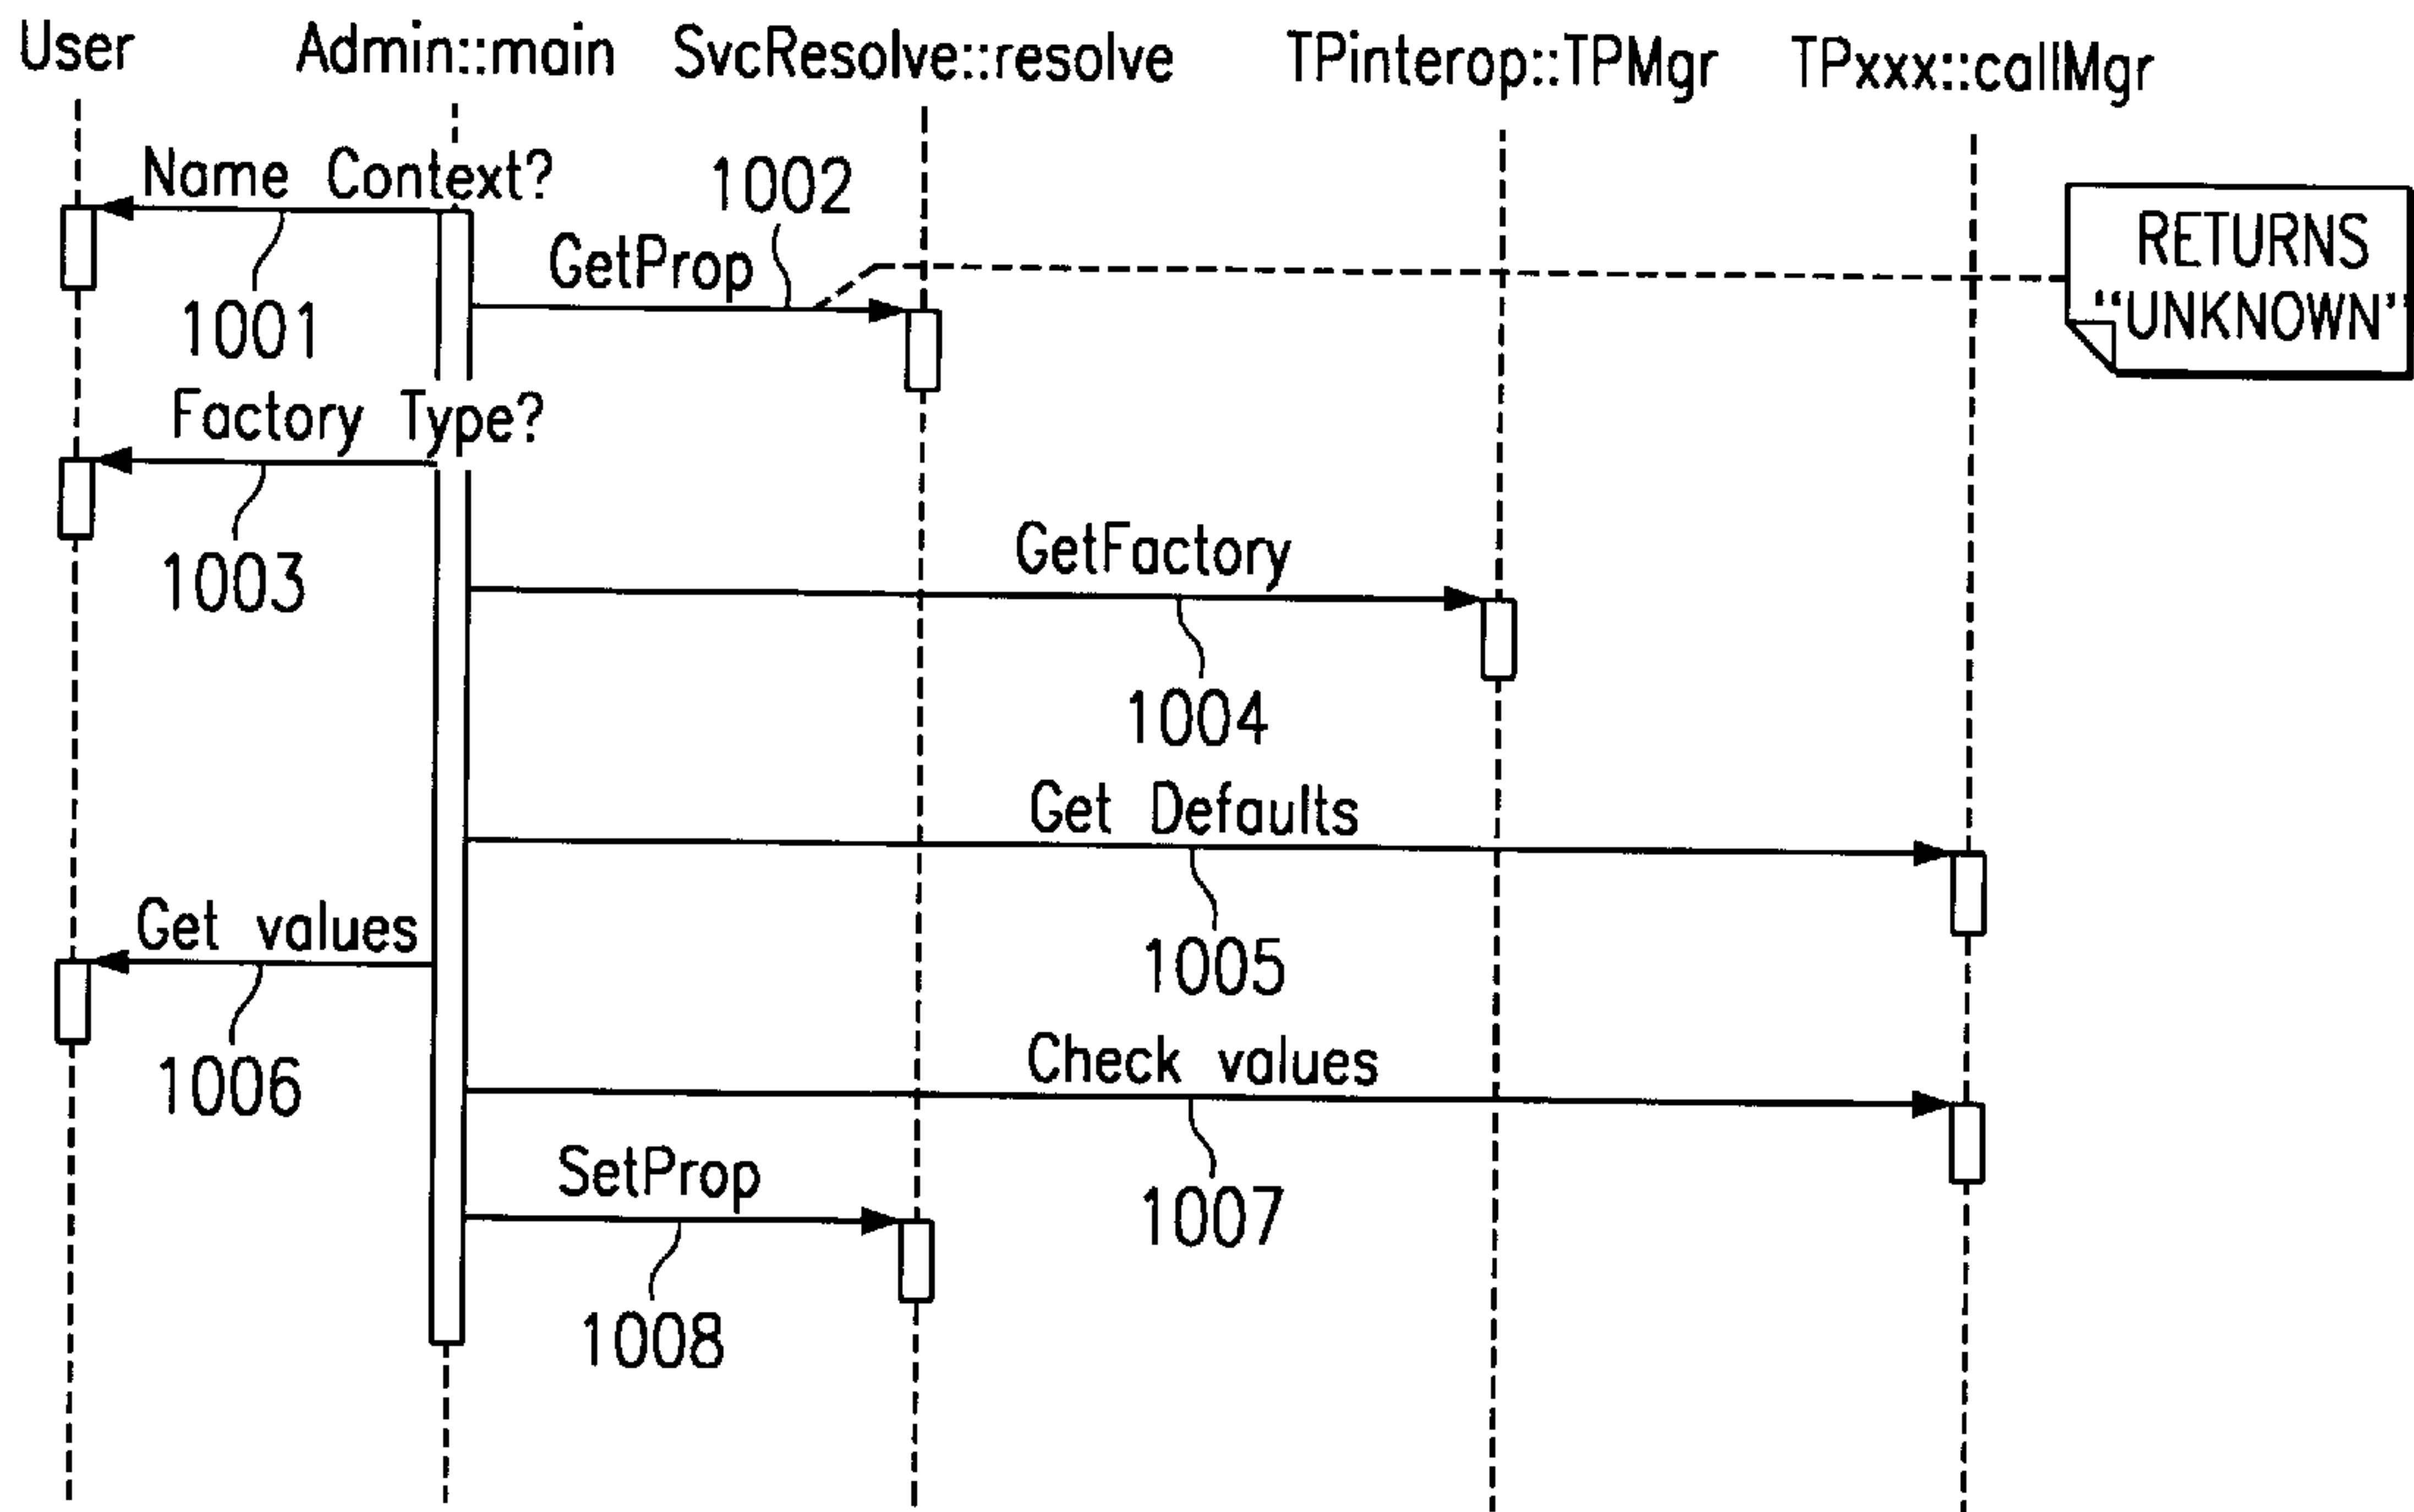 User
Admin::main
SvcResolve::resolve
TPinterop::TPMgr
TPxxx::callMgr
Name Context?
1001
GetProp
1002
RETURNS
"UNKNOWN"
Factory Type?
1003
GetFactory
1004
Get Defaults
1005
Get values
1006
Check values
1007
SetProp
1008